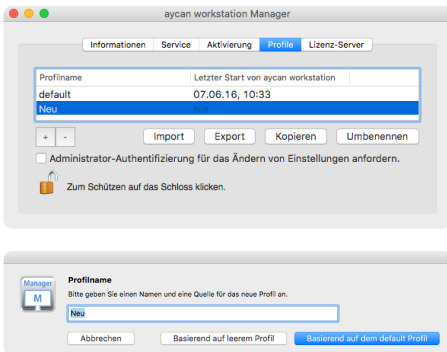 aycan workstation Manager
Informationen Service Aktivierung Profile Lizenz-Server
Profilname Letzter Start von aycan workstation
default 07.06.16, 10:33
Neu Nie
+ - Import Export Kopieren Umbenennen
Administrator-Authentifizierung für das Ändern von Einstellungen anfordern.
Zum Schützen auf das Schloss klicken.
Manager
M
Profilname
Bitte geben Sie einen Namen und eine Quelle für das neue Profil an.
Neu
Abbrechen Basierend auf leerem Profil Basierend auf dem default Profil